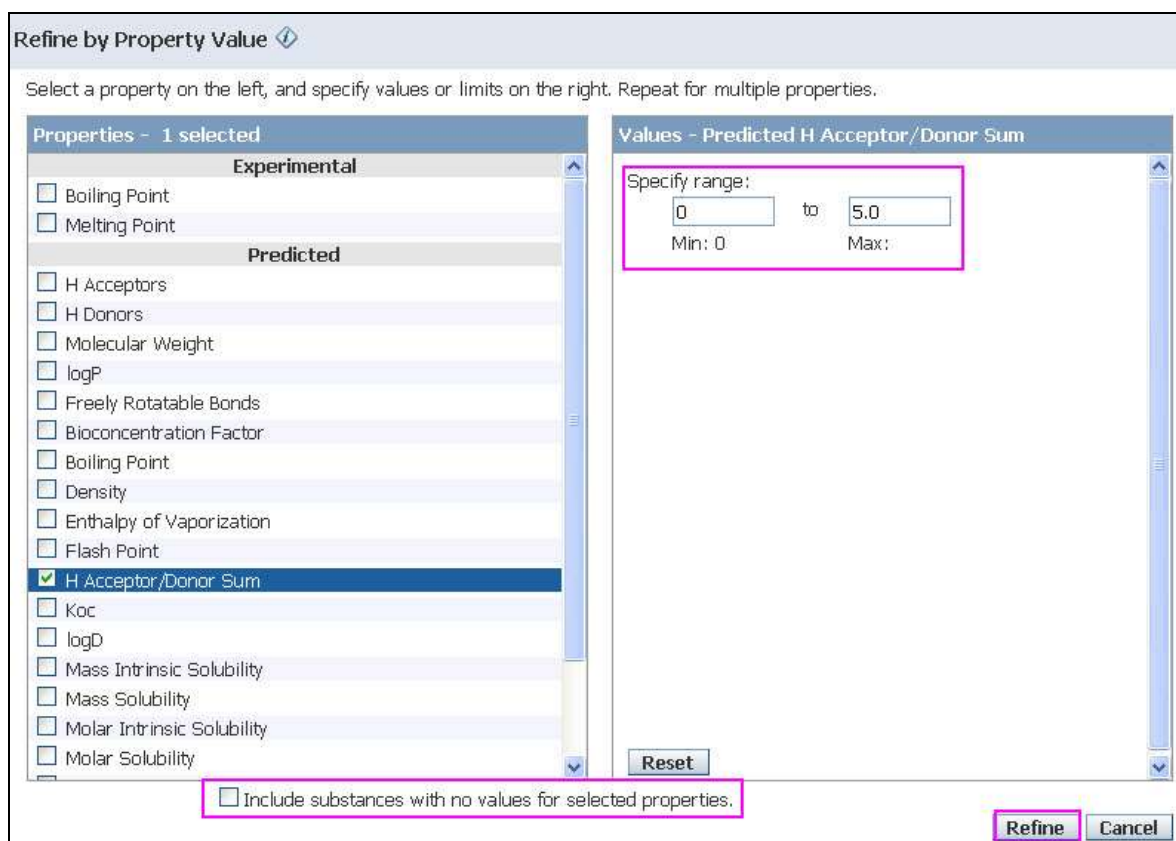 Refine by Property Value
Select a property on the left, and specify values or limits on the right. Repeat for multiple properties.
Properties - 1 selected
Experimental
Boiling Point
Melting Point
Predicted
H Acceptors
H Donors
Molecular Weight
logP
Freely Rotatable Bonds
Bioconcentration Factor
Boiling Point
Density
Enthalpy of Vaporization
Flash Point
H Acceptor/Donor Sum
Koc
logD
Mass Intrinsic Solubility
Mass Solubility
Molar Intrinsic Solubility
Molar Solubility
Values - Predicted H Acceptor/Donor Sum
Specify range:
0 to 5.0
Min: 0 Max:
Reset
Include substances with no values for selected properties.
Refine Cancel